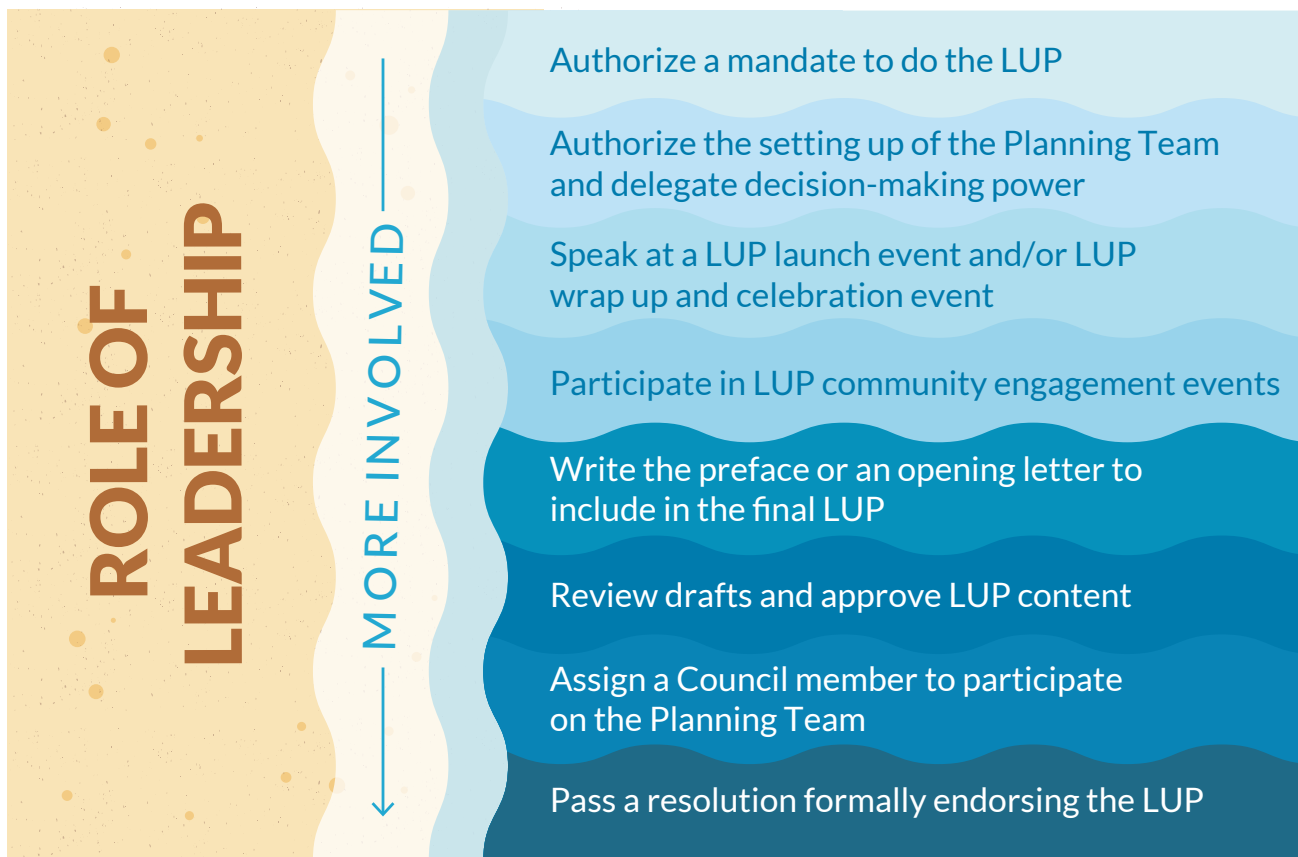 ROLE OF
LEADERSHIP
MORE INVOLVED
Authorize a mandate to do the LUP
Authorize the setting up of the Planning Team
and delegate decision-making power
Speak at a LUP launch event and/or LUP
wrap up and celebration event
Participate in LUP community engagement events
Write the preface or an opening letter to
include in the final LUP
Review drafts and approve LUP content
Assign a Council member to participate
on the Planning Team
Pass a resolution formally endorsing the LUP